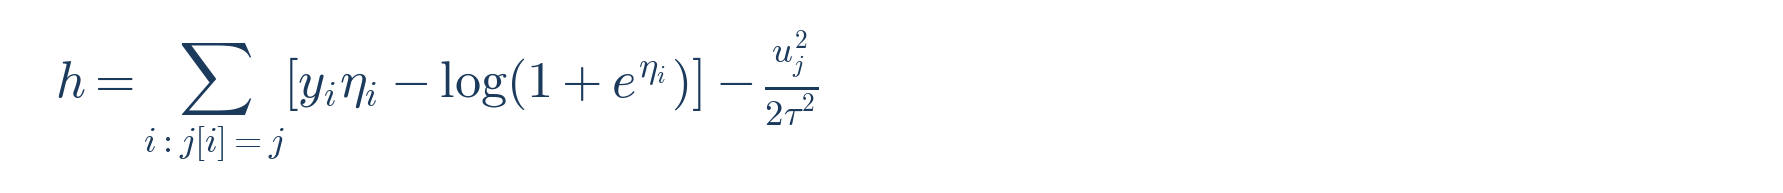 $h = \sum_{i:j[i]=j} [y_i \eta_i - \log(1 + e^{\eta_i})] - \frac{u_j^2}{2\tau^2}$